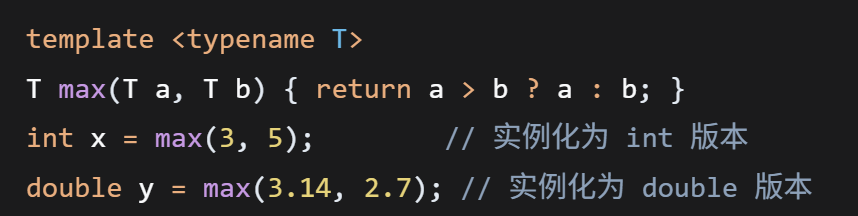 template <typename T>
T max(T a, T b) { return a > b ? a : b; }
int x = max(3, 5);        // 实例化为 int 版本
double y = max(3.14, 2.7); // 实例化为 double 版本